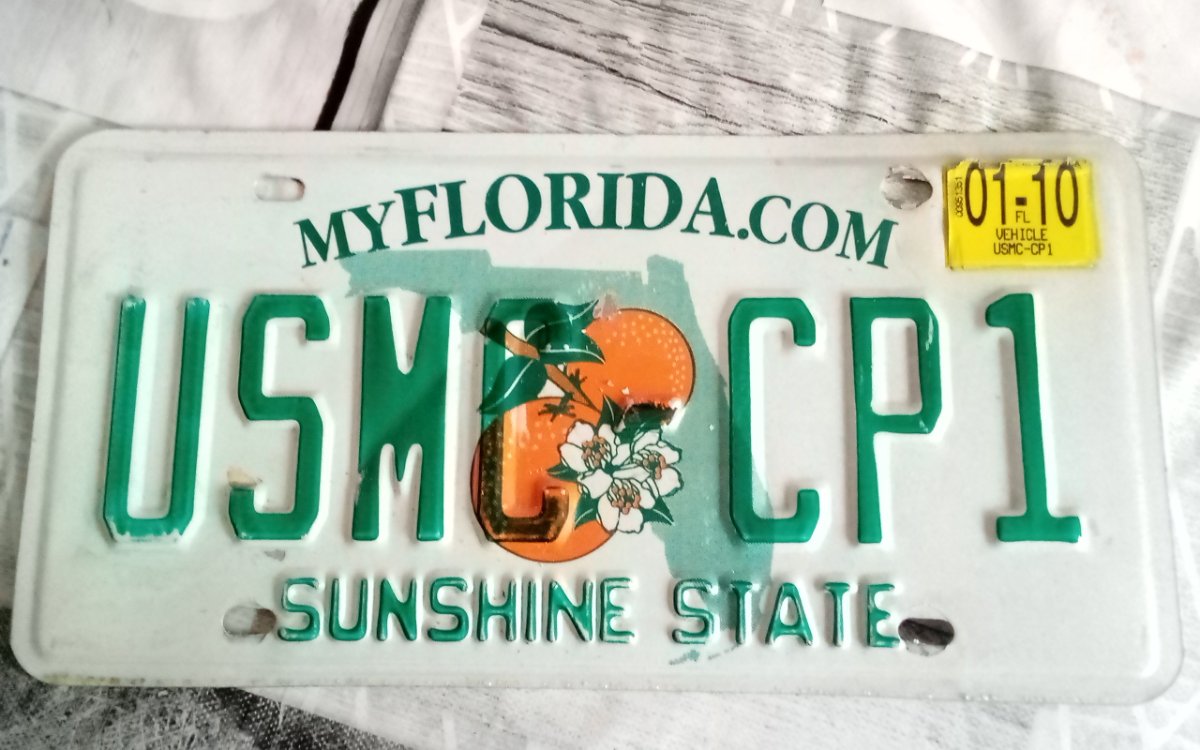 MYFLORIDA.COM
01-10
FL
VEHICLE
USMC-CP1
USMC CP1
SUNSHINE STATE